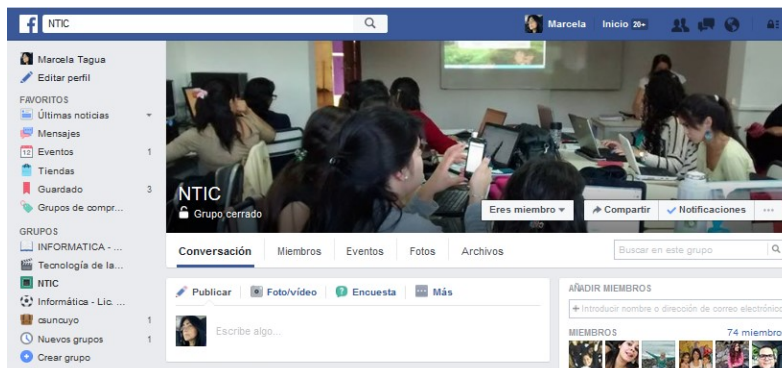 NTIC
Marcela Inicio 20+
Marcela Tagua
Editar perfil
FAVORITOS
Últimas noticias
Mensajes
Eventos 1
Tiendas
Guardado 3
Grupos de compr...
GRUPOS
INFORMATICA - ...
Tecnología de la...
NTIC
Informática - Lic. ...
csuncuyo 1
Nuevos grupos 1
Crear grupo
NTIC
Grupo cerrado
Eres miembro Compartir Notificaciones ...
Conversación Miembros Eventos Fotos Archivos
Buscar en este grupo
Publicar Foto/vídeo Encuesta Más
Escribe algo...
AÑADIR MIEMBROS
+ Introducir nombre o dirección de correo electrónico
MIEMBROS 74 miembro